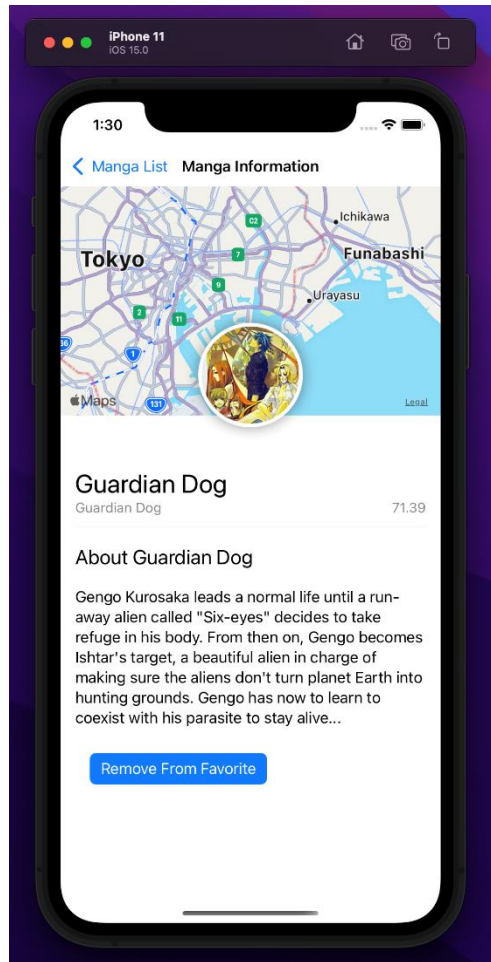 iPhone 11
iOS 15.0
1:30
Manga List Manga Information
C2
Ichikawa
Tokyo
7
Funabashi
9
Urayasu
2
11
66
1
Maps
131
Legal
Guardian Dog
Guardian Dog 71.39
About Guardian Dog
Gengo Kurosaka leads a normal life until a run-
away alien called "Six-eyes" decides to take
refuge in his body. From then on, Gengo becomes
Ishtar's target, a beautiful alien in charge of
making sure the aliens don't turn planet Earth into
hunting grounds. Gengo has now to learn to
coexist with his parasite to stay alive...
Remove From Favorite